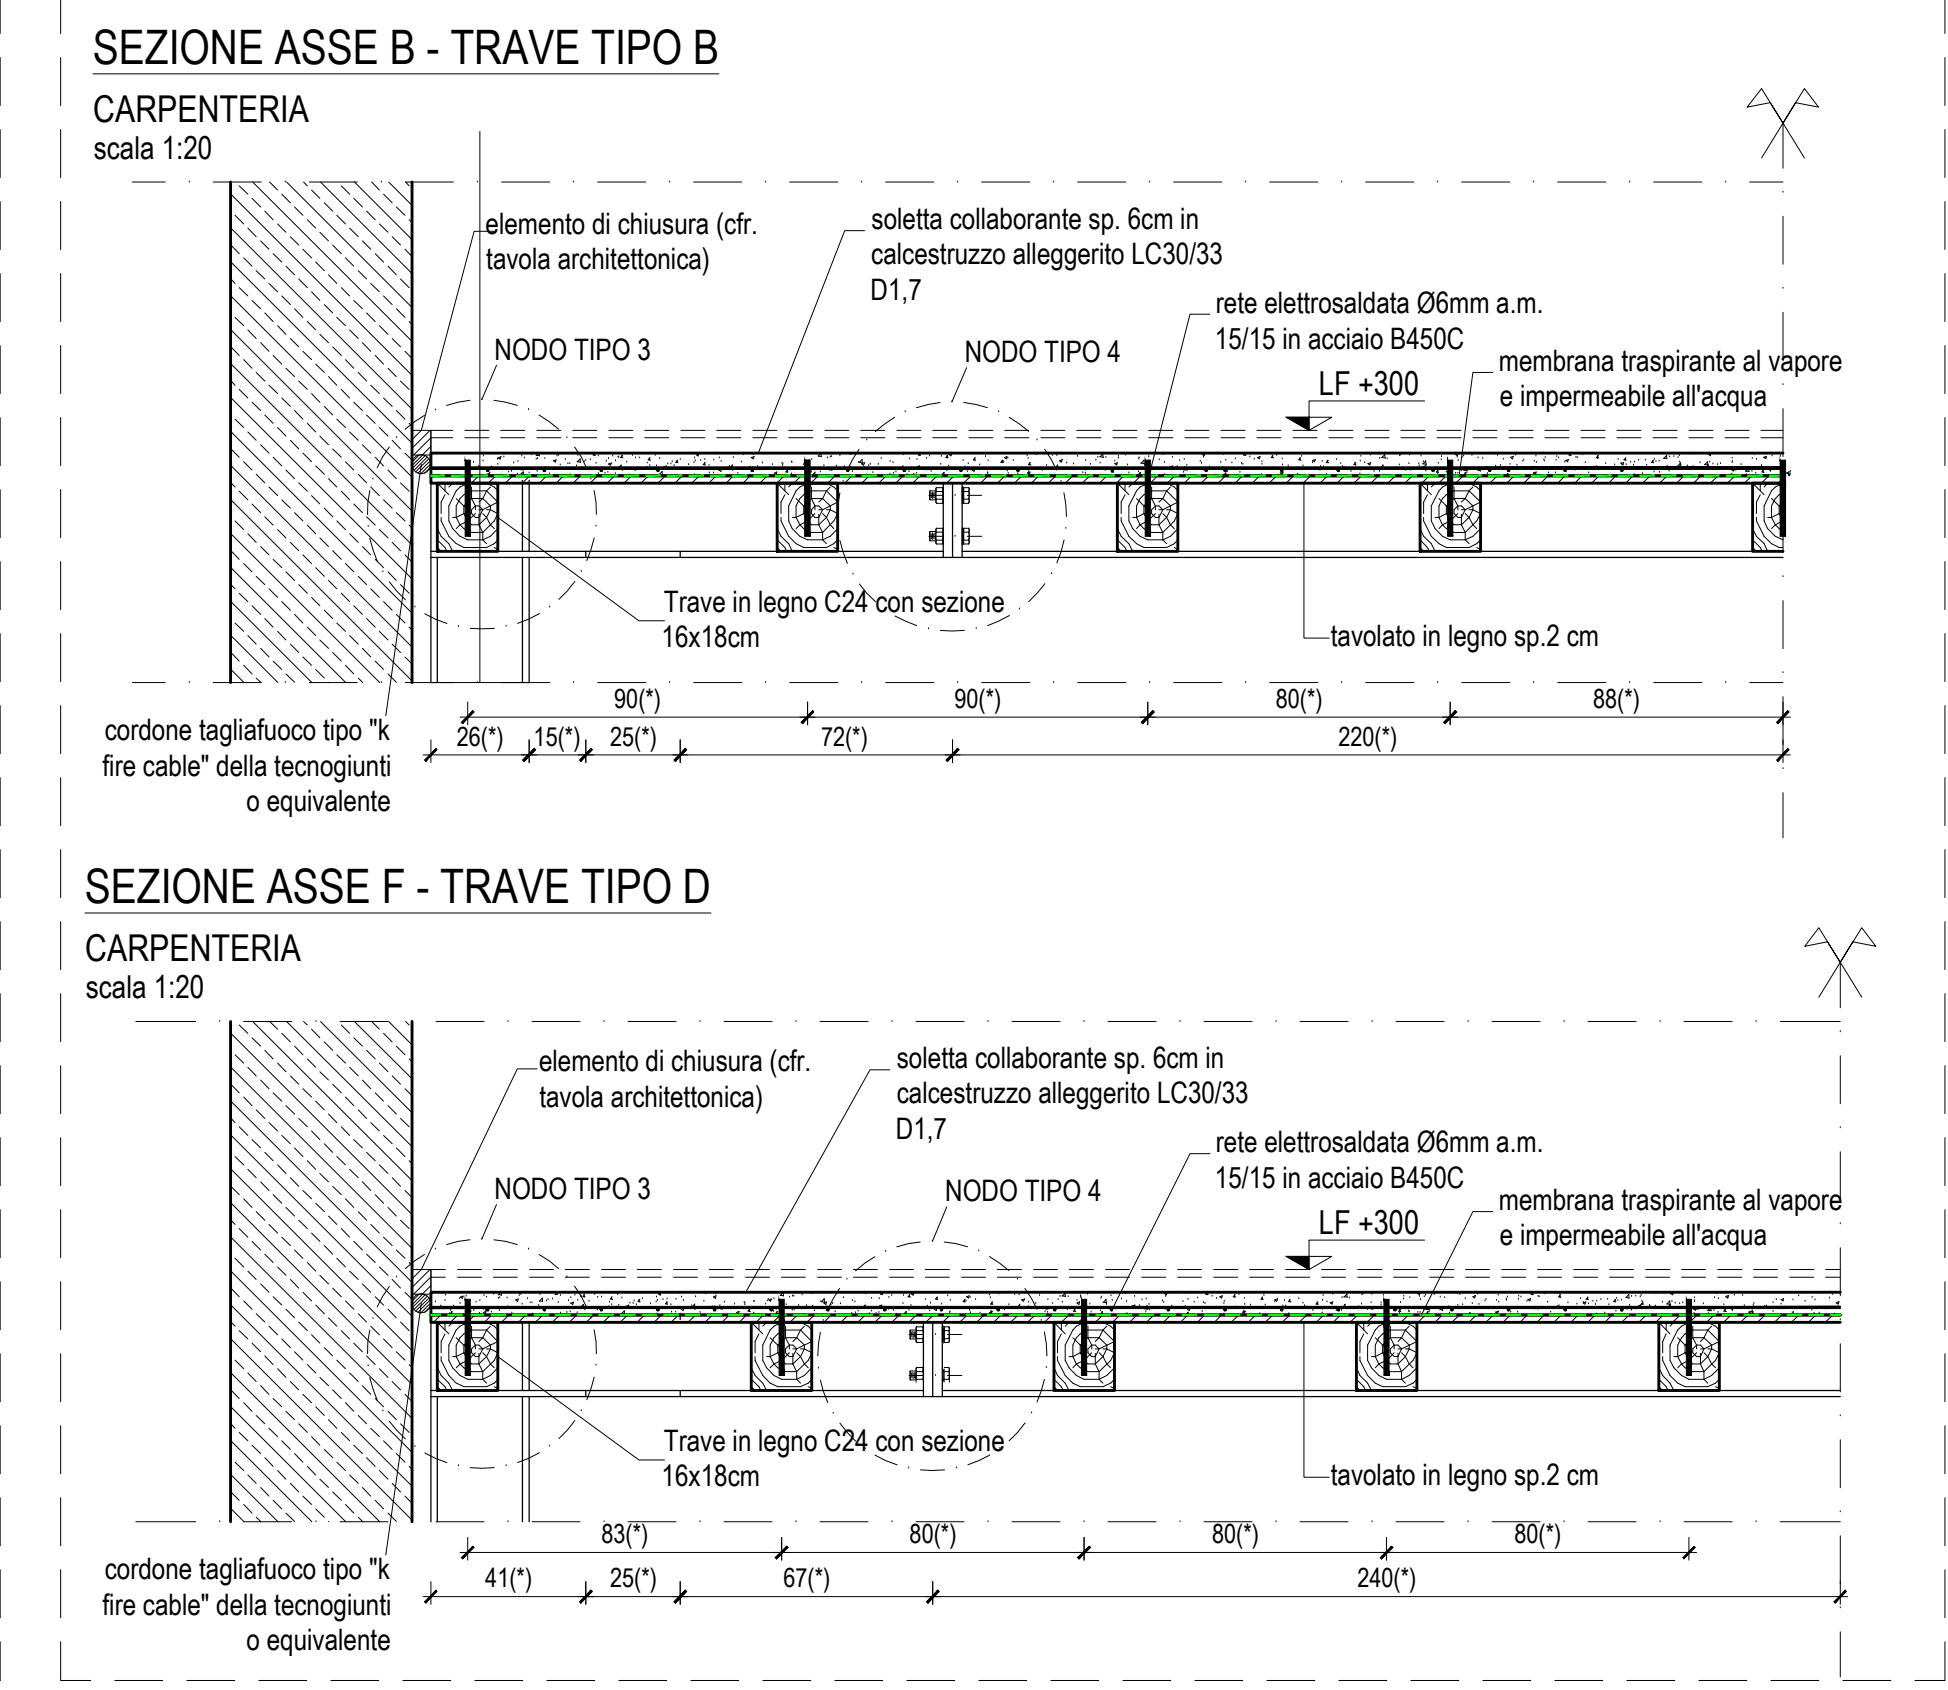 SEZIONE ASSE B - TRAVE TIPO B
CARPENTERIA
scala 1:20
elemento di chiusura (cfr.
tavola architettonica)
soletta collaborante sp. 6cm in
calcestruzzo alleggerito LC30/33
D1,7
rete elettrosaldata Ø6mm a.m.
15/15 in acciaio B450C
NODO TIPO 3
NODO TIPO 4
membrana traspirante al vapore
e impermeabile all'acqua
LF +300
Trave in legno C24 con sezione
16x18cm
tavolato in legno sp.2 cm
90(*)
90(*)
80(*)
88(*)
26(*)
15(*)
25(*)
72(*)
220(*)
cordone tagliafuoco tipo "k
fire cable" della tecnogiunti
o equivalente
SEZIONE ASSE F - TRAVE TIPO D
CARPENTERIA
scala 1:20
elemento di chiusura (cfr.
tavola architettonica)
soletta collaborante sp. 6cm in
calcestruzzo alleggerito LC30/33
D1,7
rete elettrosaldata Ø6mm a.m.
15/15 in acciaio B450C
NODO TIPO 3
NODO TIPO 4
membrana traspirante al vapore
e impermeabile all'acqua
LF +300
Trave in legno C24 con sezione
16x18cm
tavolato in legno sp.2 cm
83(*)
80(*)
80(*)
80(*)
41(*)
25(*)
67(*)
240(*)
cordone tagliafuoco tipo "k
fire cable" della tecnogiunti
o equivalente